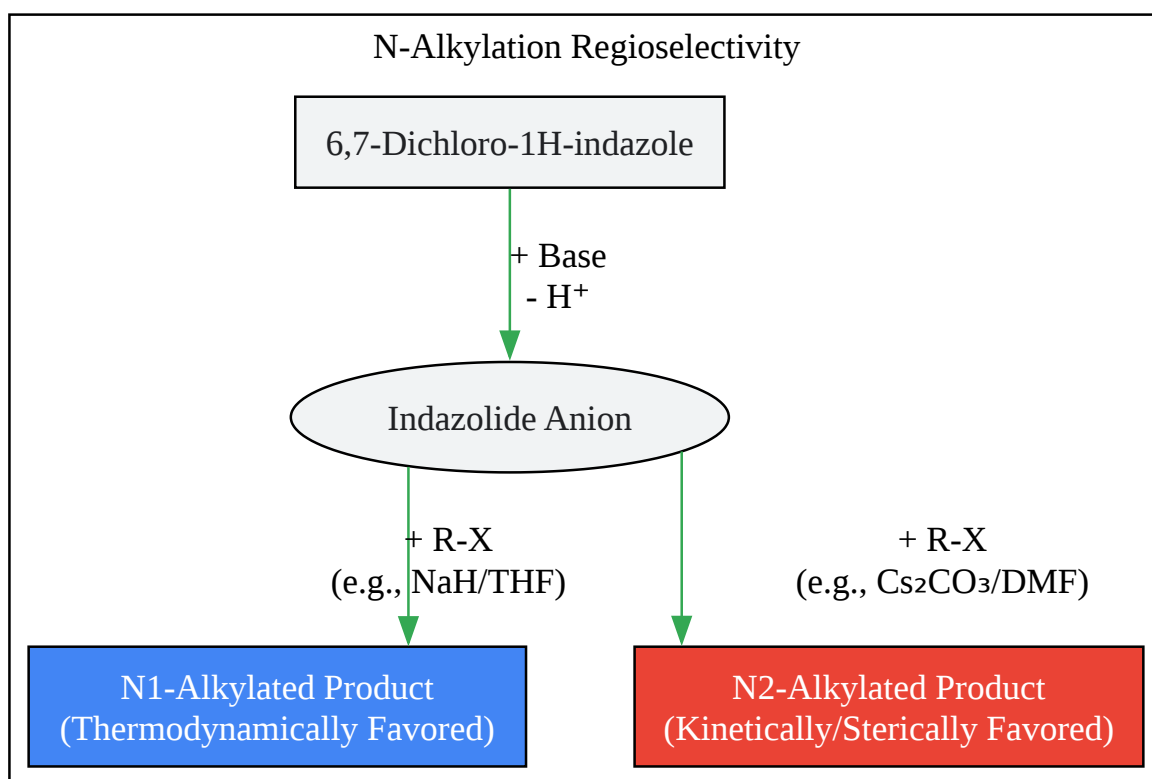 N-Alkylation Regioselectivity
6,7-Dichloro-1H-indazole
+ Base
- H⁺
Indazolide Anion
+ R-X
(e.g., NaH/THF)
+ R-X
(e.g., Cs₂CO₃/DMF)
N1-Alkylated Product
(Thermodynamically Favored)
N2-Alkylated Product
(Kinetically/Sterically Favored)